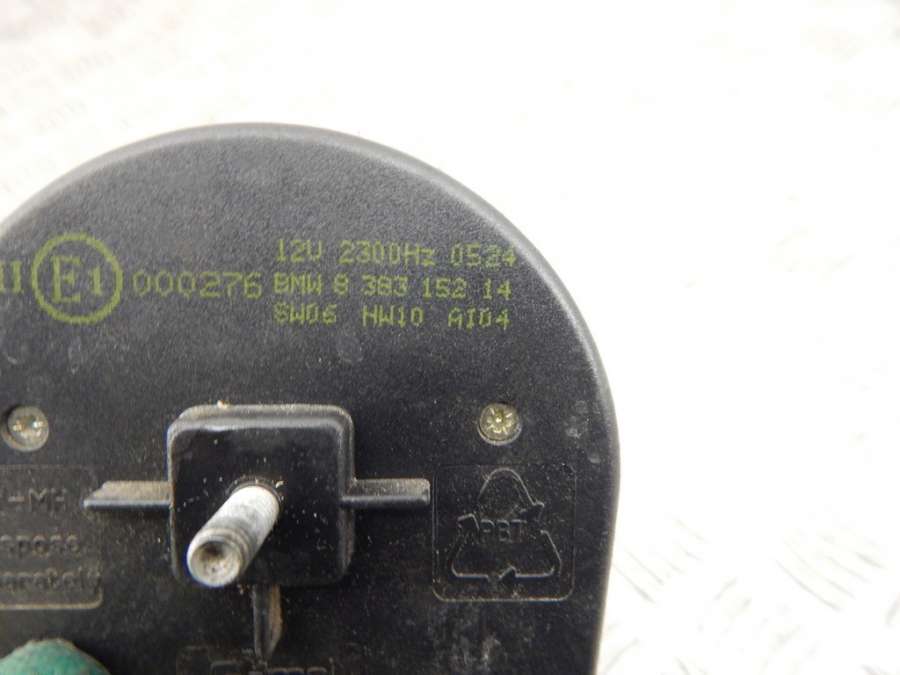 E1 000276
12V 2300Hz 0524
BMW 8 383 152 14
SW06 HW10 AI04
PBT